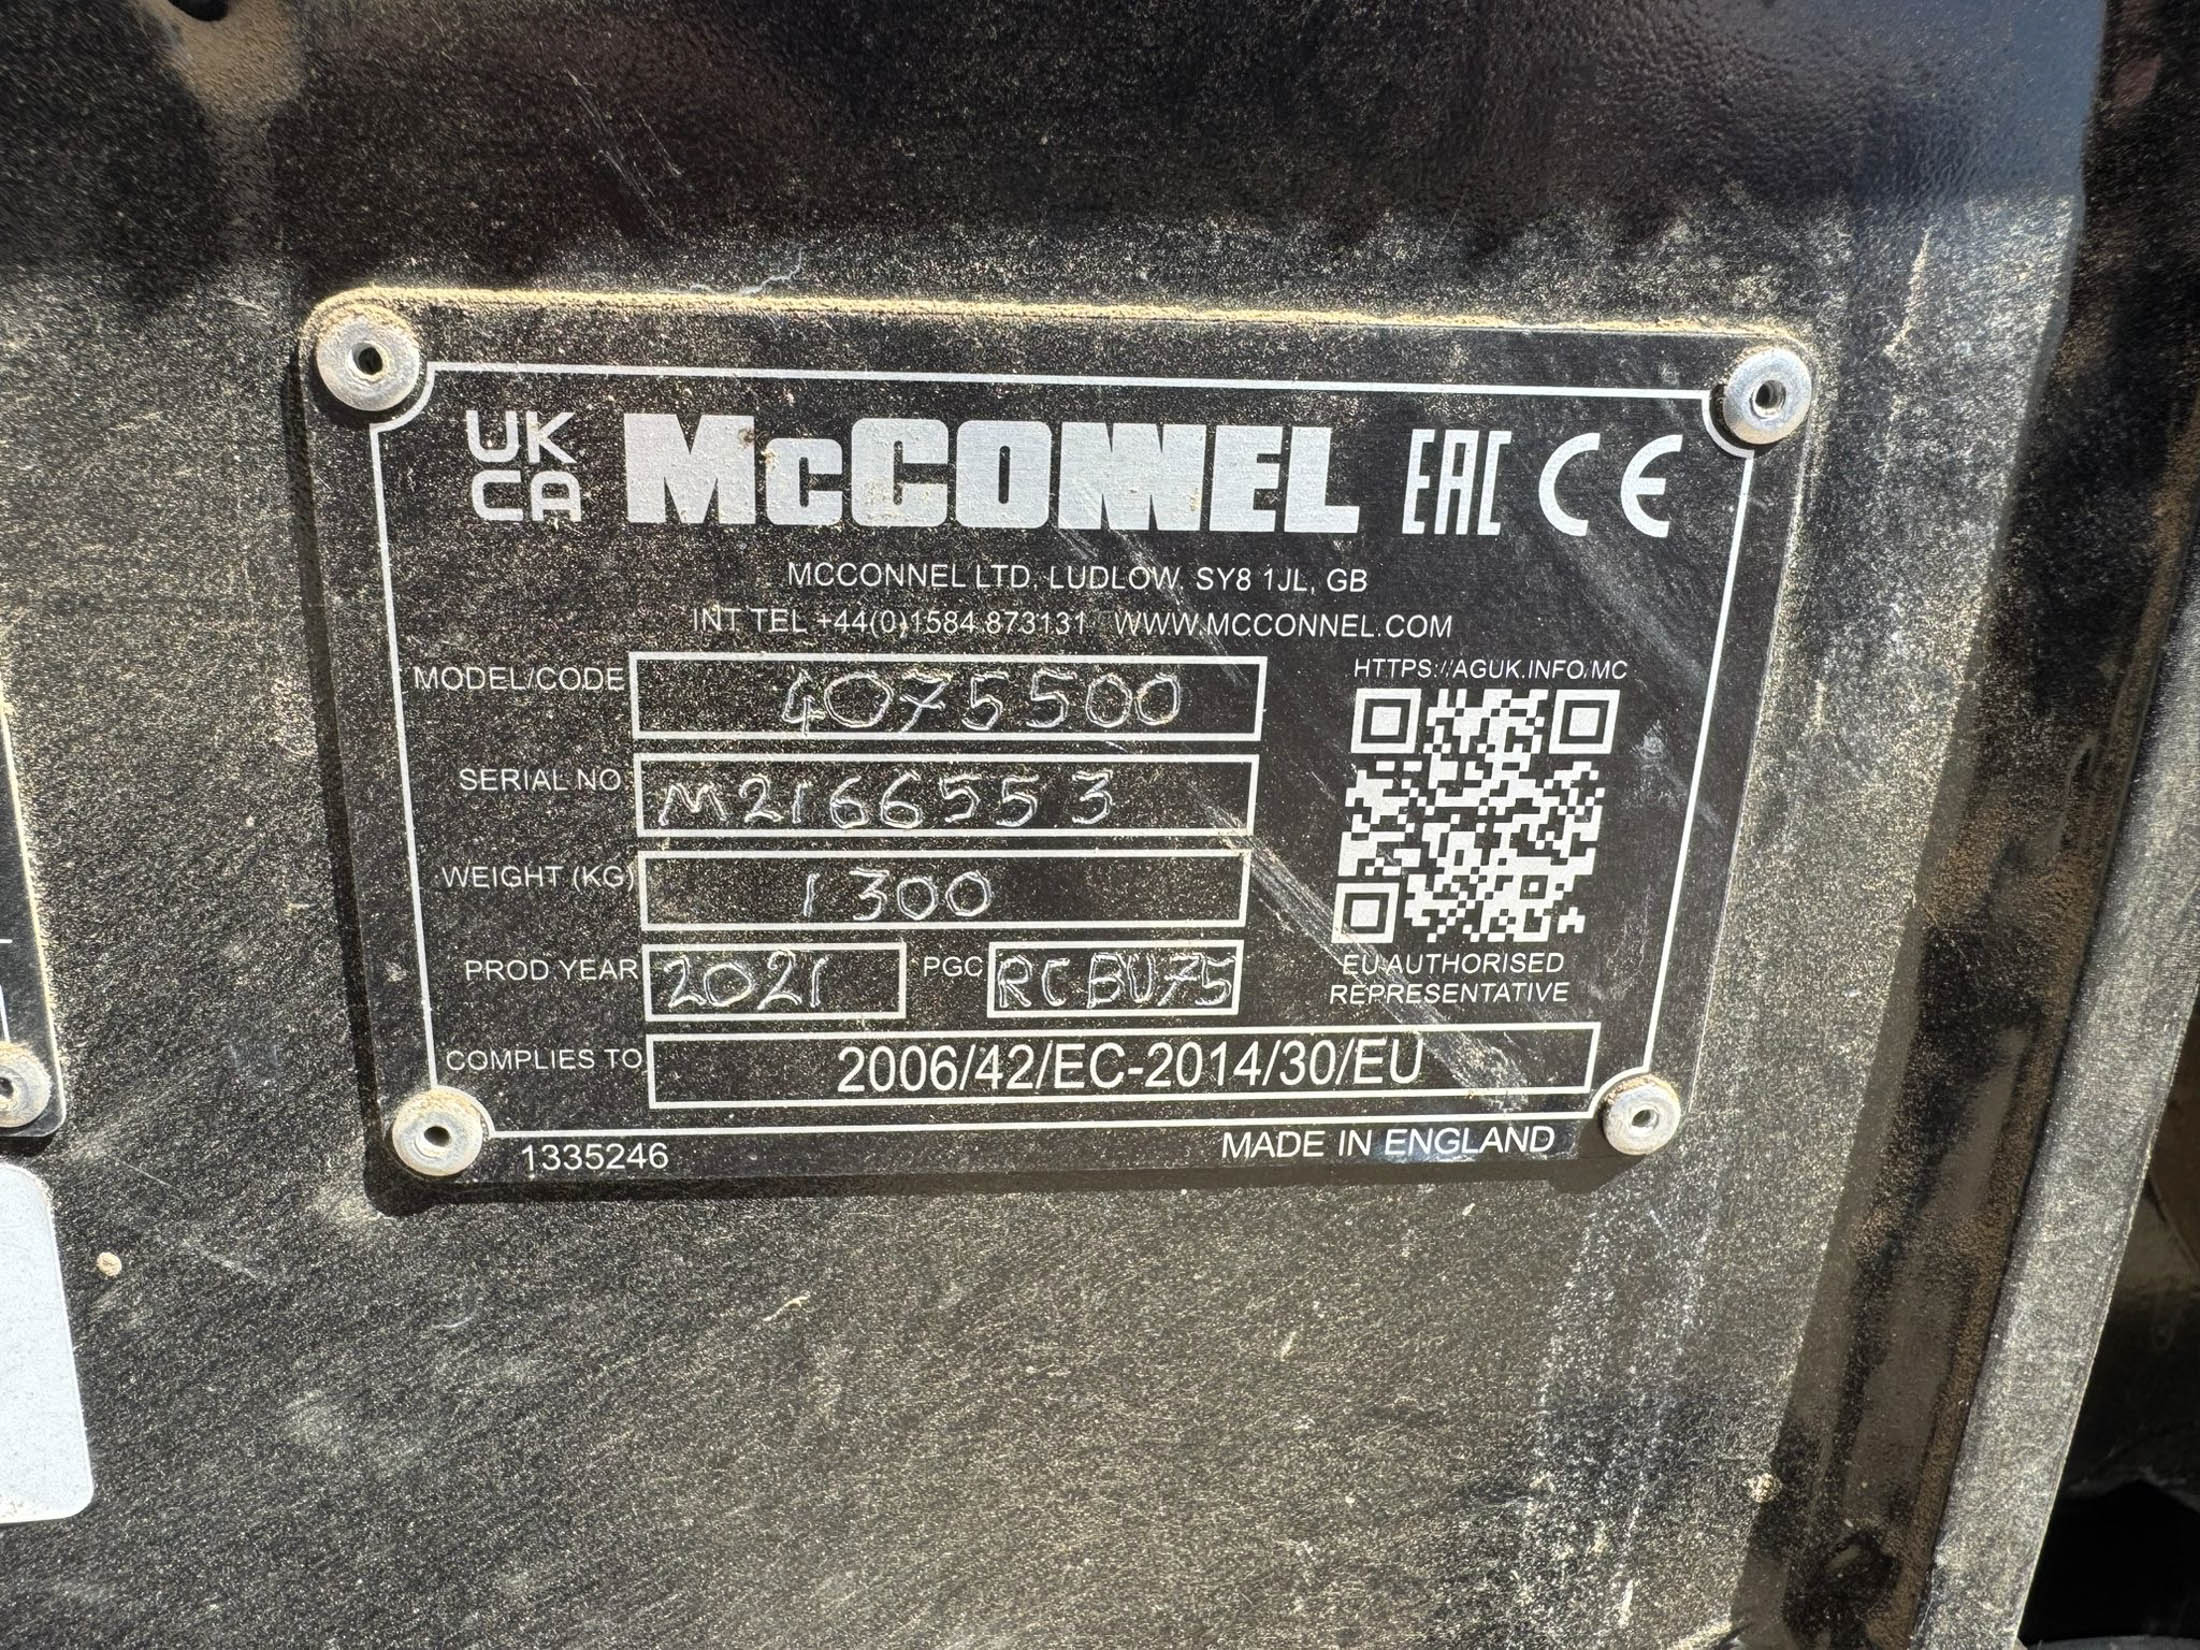 UK
CA
McCONNEL EAC CE
MCCONNEL LTD, LUDLOW, SY8 1JL, GB
INT TEL +44(0)1584 873131 WWW.MCCONNEL.COM
MODEL/CODE 4075500
HTTPS://AGUK.INFO/MC
SERIAL NO M2166553
WEIGHT (KG) 1300
PROD YEAR 2021 PGC RCBU75
EU AUTHORISED
REPRESENTATIVE
COMPLIES TO 2006/42/EC-2014/30/EU
1335246 MADE IN ENGLAND